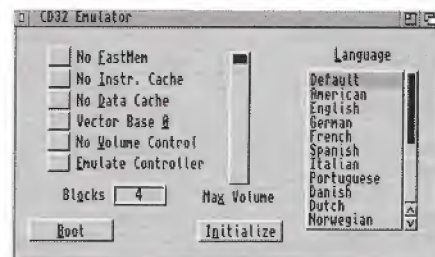 CD32 Emulator
No FastMem
No Instr. Cache
No Data Cache
Vector Base 0
No Volume Control
Emulate Controller
Blocks 4
Boot
Max Volume
Initialize
Language
Default
American
English
German
French
Spanish
Italian
Portuguese
Danish
Dutch
Norwegian